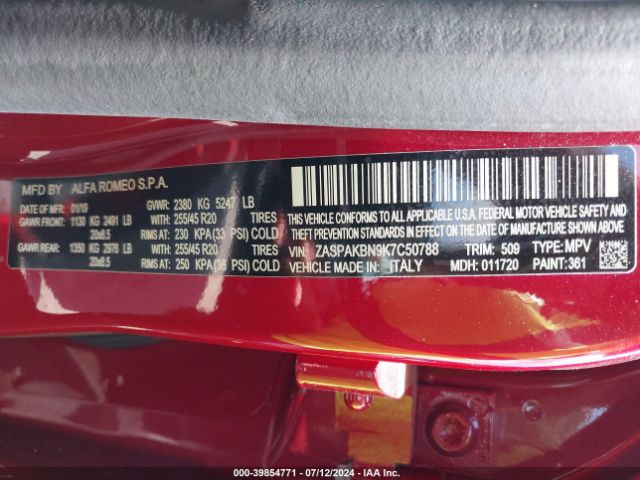 MFD BY ALFA ROMEO S.P.A.
DATE OF MFR: 01/19 GVWR: 2380 KG 5247 LB
GAWR FRONT: 1130 KG 2491 LB WITH: 255/45 R20 TIRES
20x8.5 RIMS AT: 230 KPA(33 PSI) COLD
GAWR REAR: 1350 KG 2976 LB WITH: 255/45 R20 TIRES
20x8.5 RIMS AT: 250 KPA(36 PSI) COLD
THIS VEHICLE CONFORMS TO ALL APPLICABLE U.S.A. FEDERAL MOTOR VEHICLE SAFETY
AND THEFT PREVENTION STANDARDS IN EFFECT ON THE DATE OF MANUFACTURE SHOWN ABOVE.
VIN: ZASPAKBN9K7C50788 TRIM: 509 TYPE: MPV
VEHICLE MADE IN: ITALY MDH: 011720 PAINT: 361
000-39854771 - 07/12/2024 - IAA Inc.